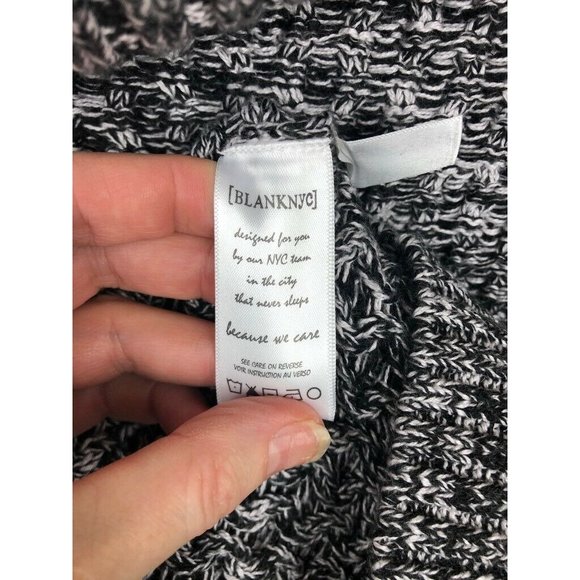 [BLANKNYC]
designed for you
by our NYC team
in the city
that never sleeps
because we care
SEE CARE ON REVERSE
VOIR INSTRUCTION AU VERSO